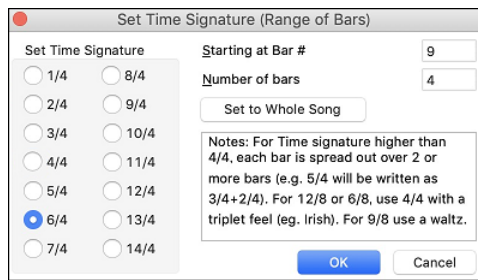 Set Time Signature (Range of Bars)
Set Time Signature
1/4 8/4
2/4 9/4
3/4 10/4
4/4 11/4
5/4 12/4
6/4 13/4
7/4 14/4
Starting at Bar # 9
Number of bars 4
Set to Whole Song
Notes: For Time signature higher than
4/4, each bar is spread out over 2 or
more bars (e.g. 5/4 will be written as
3/4+2/4). For 12/8 or 6/8, use 4/4 with a
triplet feel (eg. Irish). For 9/8 use a waltz.
OK Cancel